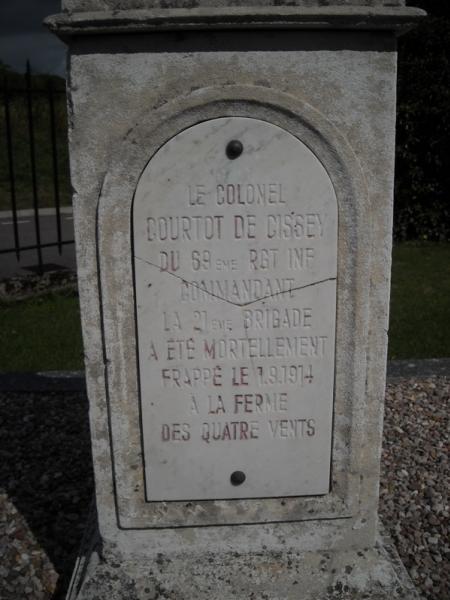 LE COLONEL
COURTOT DE CISSEY
DU 69EME RGT INF
COMMANDANT
LA 21EME BRIGADE
A ÉTÉ MORTELLEMENT
FRAPPÉ LE 1.9.1914
À LA FERME
DES QUATRE VENTS